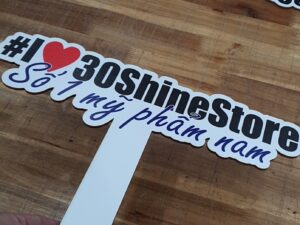 #I ❤ 30ShineStore
Số 1 mỹ phẩm nam